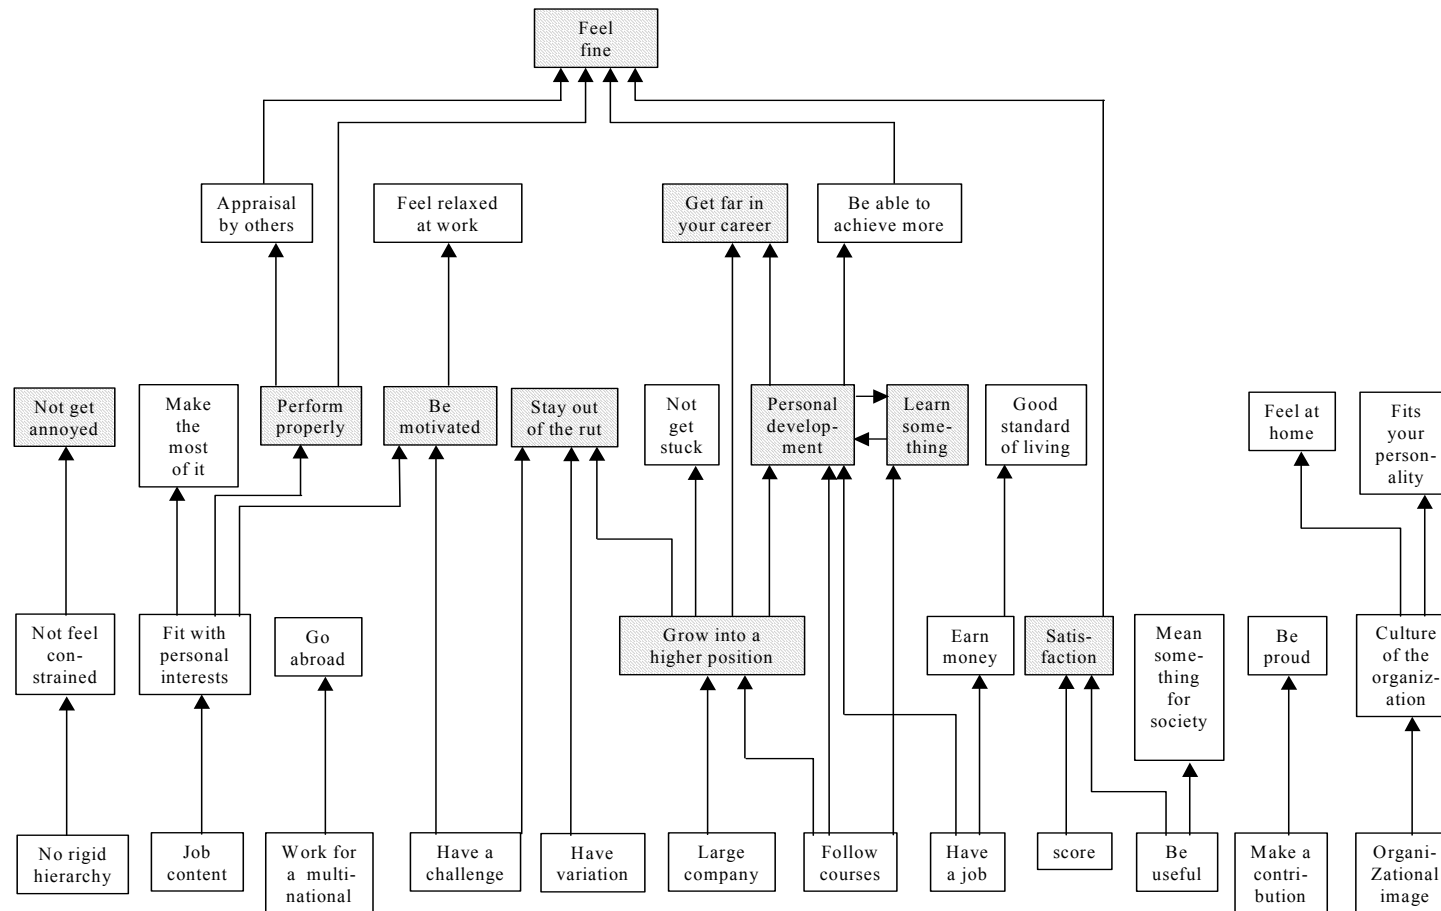 Feel
fine
Appraisal
by others
Feel relaxed
at work
Get far in
your career
Be able to
achieve more
Not get
annoyed
Make
the
most
of it
Perform
properly
Be
motivated
Stay out
of the rut
Not
get
stuck
Personal
develop-
ment
Learn
some-
thing
Good
standard
of living
Feel at
home
Fits
your
person-
ality
Not feel
con-
strained
Fit with
personal
interests
Go
abroad
Grow into a
higher position
Earn
money
Satis-
faction
Mean
some-
thing
for
society
Be
proud
Culture
of the
organiz-
ation
No rigid
hierarchy
Job
content
Work for
a multi-
national
Have a
challenge
Have
variation
Large
company
Follow
courses
Have
a job
score
Be
useful
Make a
contri-
bution
Organi-
Zational
image